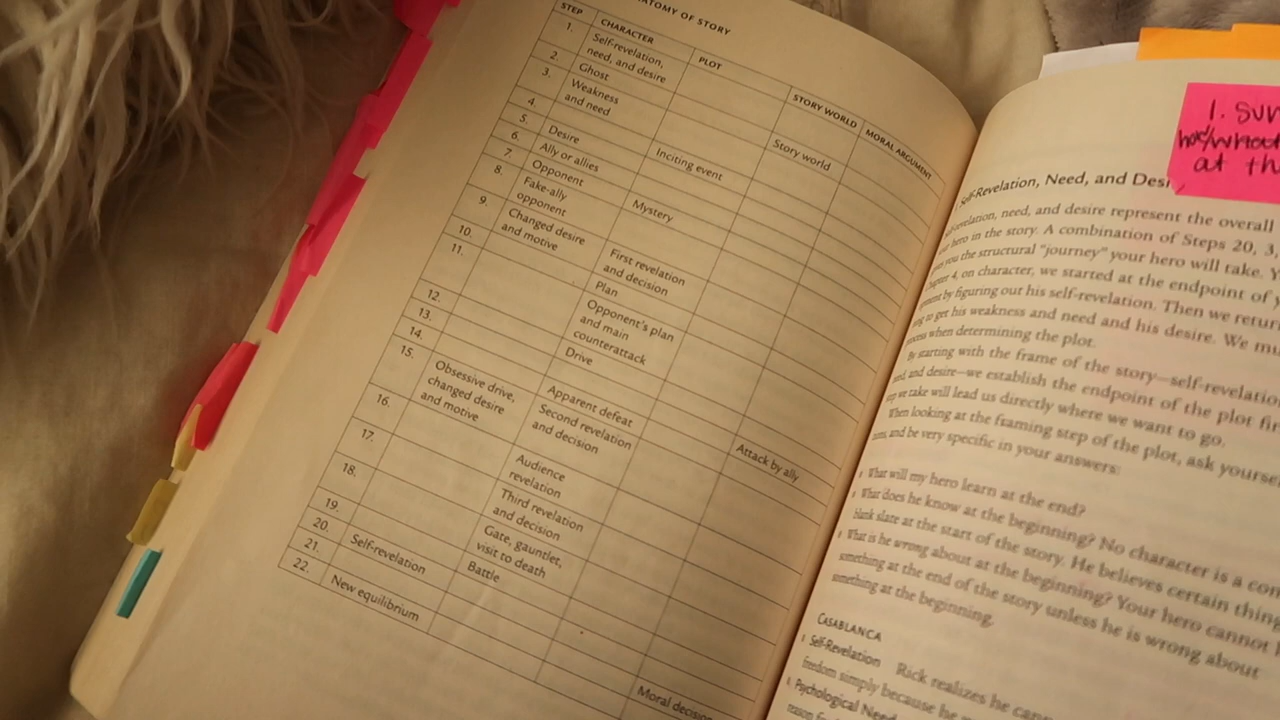 ATOMY OF STORY
STEP CHARACTER PLOT STORY WORLD MORAL ARGUMENT
1. Self-revelation,
need, and desire
2. Ghost Story world
3. Weakness
and need
4. Inciting event
5. Desire
6. Ally or allies
7. Opponent Mystery
8. Fake-ally
opponent
9. Changed desire First revelation
and motive and decision
10. Plan
11. Opponent's plan
and main
counterattack
12. Drive
13. Attack by ally
14. Apparent defeat
15. Obsessive drive, Second revelation
changed desire and decision
and motive
16. Audience
revelation
17. Third revelation
and decision
18. Gate, gauntlet,
visit to death
19. Battle
20. Self-revelation
21. Moral decision
22. New equilibrium
1. SUR
at th
Self-Revelation, Need, and Desi
revelation, need, and desire represent the overall
hero in the story. A combination of Steps 20, 3,
you the structural "journey" your hero will take. Y
Chapter 4, on character, we started at the endpoint of
by figuring out his self-revelation. Then we return
to get his weakness and need and his desire. We mu
when determining the plot.
By starting with the frame of the story—self-revelation
and desire—we establish the endpoint of the plot fir
we take will lead us directly where we want to go.
When looking at the framing step of the plot, ask yourse
and be very specific in your answers:
What will my hero learn at the end?
What does he know at the beginning? No character is a com
blank slate at the start of the story. He believes certain thing
What is he wrong about at the beginning? Your hero cannot
something at the end of the story unless he is wrong about
something at the beginning.
CASABLANCA
Self-Revelation Rick realizes he cann
freedom simply because he
Psychological Need
reason